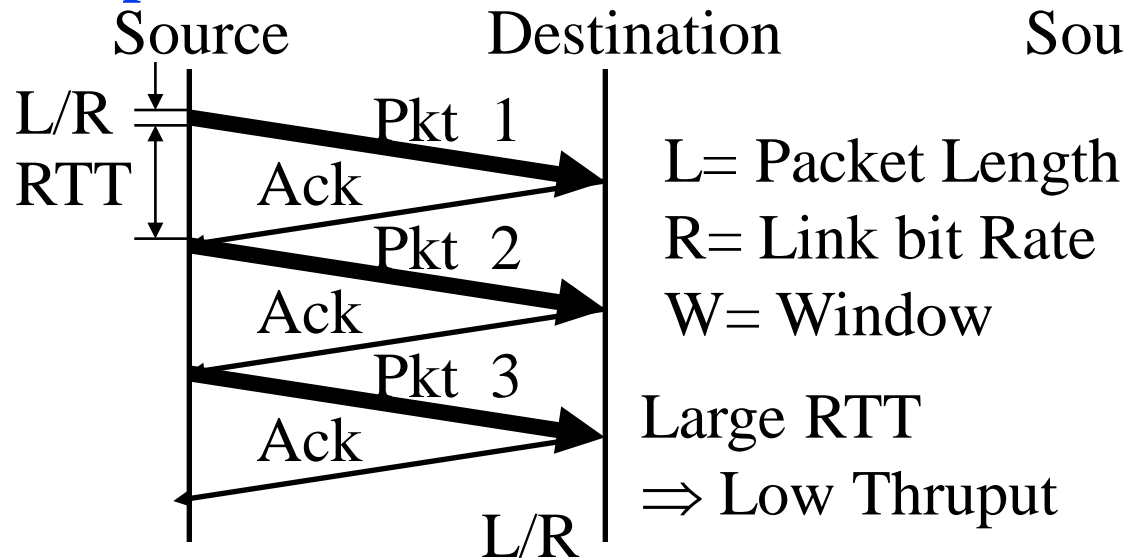 Source Destination Sou
L/R
Pkt 1
RTT
Ack
L= Packet Length
Pkt 2
R= Link bit Rate
Ack
W= Window
Pkt 3
Ack
Large RTT
⇒ Low Thruput
L/R